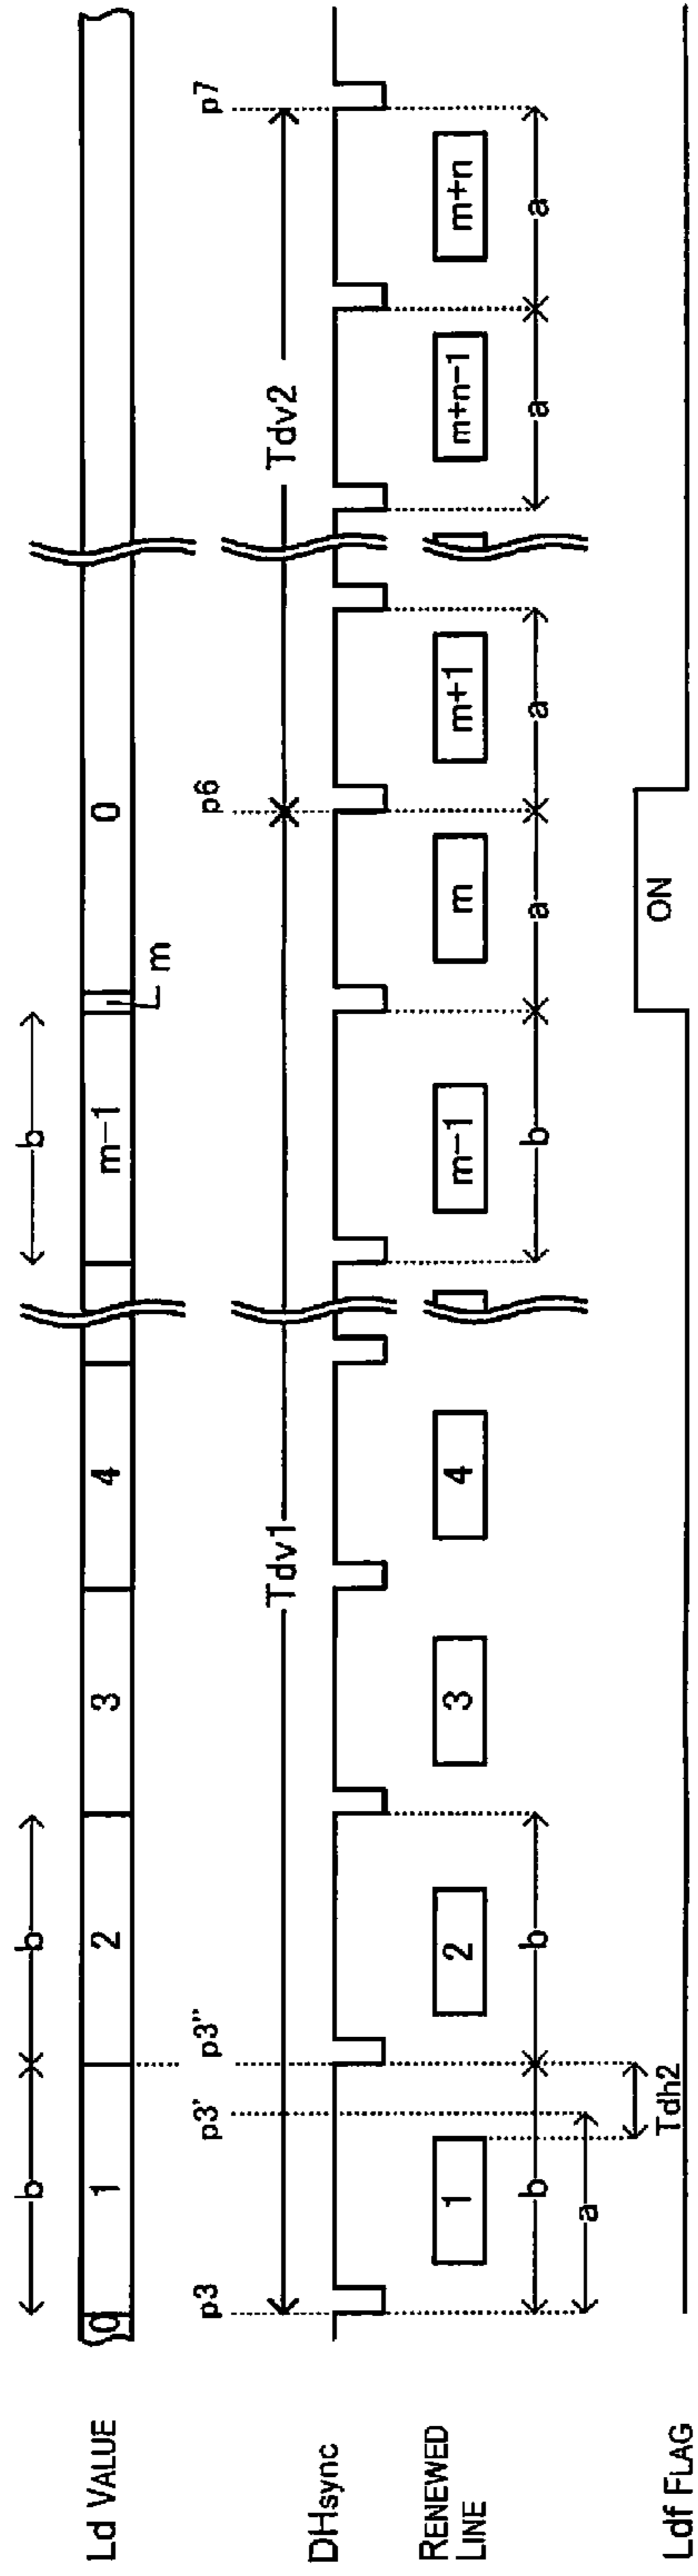 b b b
Ld VALUE 0 1 2 3 4 m−1 0
m
p3 p3' p3'' p6 p7
Tdv1 Tdv2
DHsync
RENEWED
LINE
1 2 3 4 m−1 m m+1 m+n−1 m+n
b b b a a a a
a
Tdh2
Ldf FLAG ON